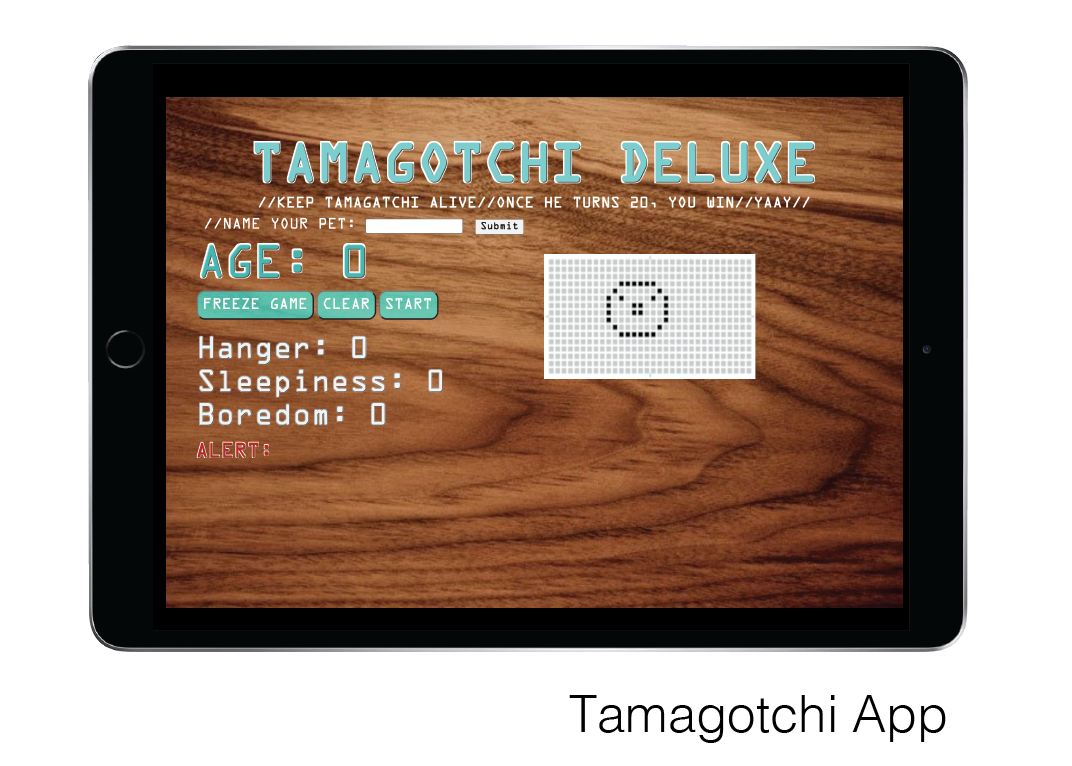 TAMAGOTCHI DELUXE
//KEEP TAMAGATCHI ALIVE//ONCE HE TURNS 20, YOU WIN//YAAY//
//NAME YOUR PET: Submit
AGE: 0
FREEZE GAME CLEAR START
Hanger: 0
Sleepiness: 0
Boredom: 0
ALERT:
Tamagotchi App